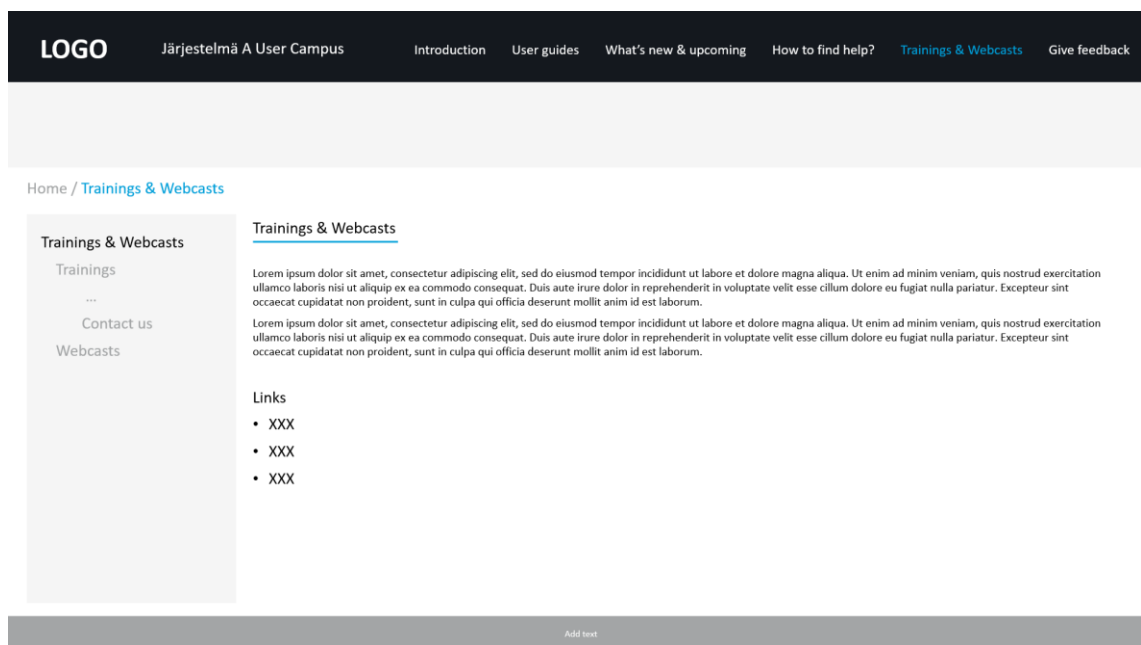 LOGO
Järjestelmä A User Campus
Introduction
User guides
What's new & upcoming
How to find help?
Trainings & Webcasts
Give feedback
Home / Trainings & Webcasts
Trainings & Webcasts
Trainings
...
Contact us
Webcasts
Trainings & Webcasts
Lorem ipsum dolor sit amet, consectetur adipiscing elit, sed do eiusmod tempor incididunt ut labore et dolore magna aliqua. Ut enim ad minim veniam, quis nostrud exercitation
ullamco laboris nisi ut aliquip ex ea commodo consequat. Duis aute irure dolor in reprehenderit in voluptate velit esse cillum dolore eu fugiat nulla pariatur. Excepteur sint
occaecat cupidatat non proident, sunt in culpa qui officia deserunt mollit anim id est laborum.
Lorem ipsum dolor sit amet, consectetur adipiscing elit, sed do eiusmod tempor incididunt ut labore et dolore magna aliqua. Ut enim ad minim veniam, quis nostrud exercitation
ullamco laboris nisi ut aliquip ex ea commodo consequat. Duis aute irure dolor in reprehenderit in voluptate velit esse cillum dolore eu fugiat nulla pariatur. Excepteur sint
occaecat cupidatat non proident, sunt in culpa qui officia deserunt mollit anim id est laborum.
Links
• XXX
• XXX
• XXX
Add text